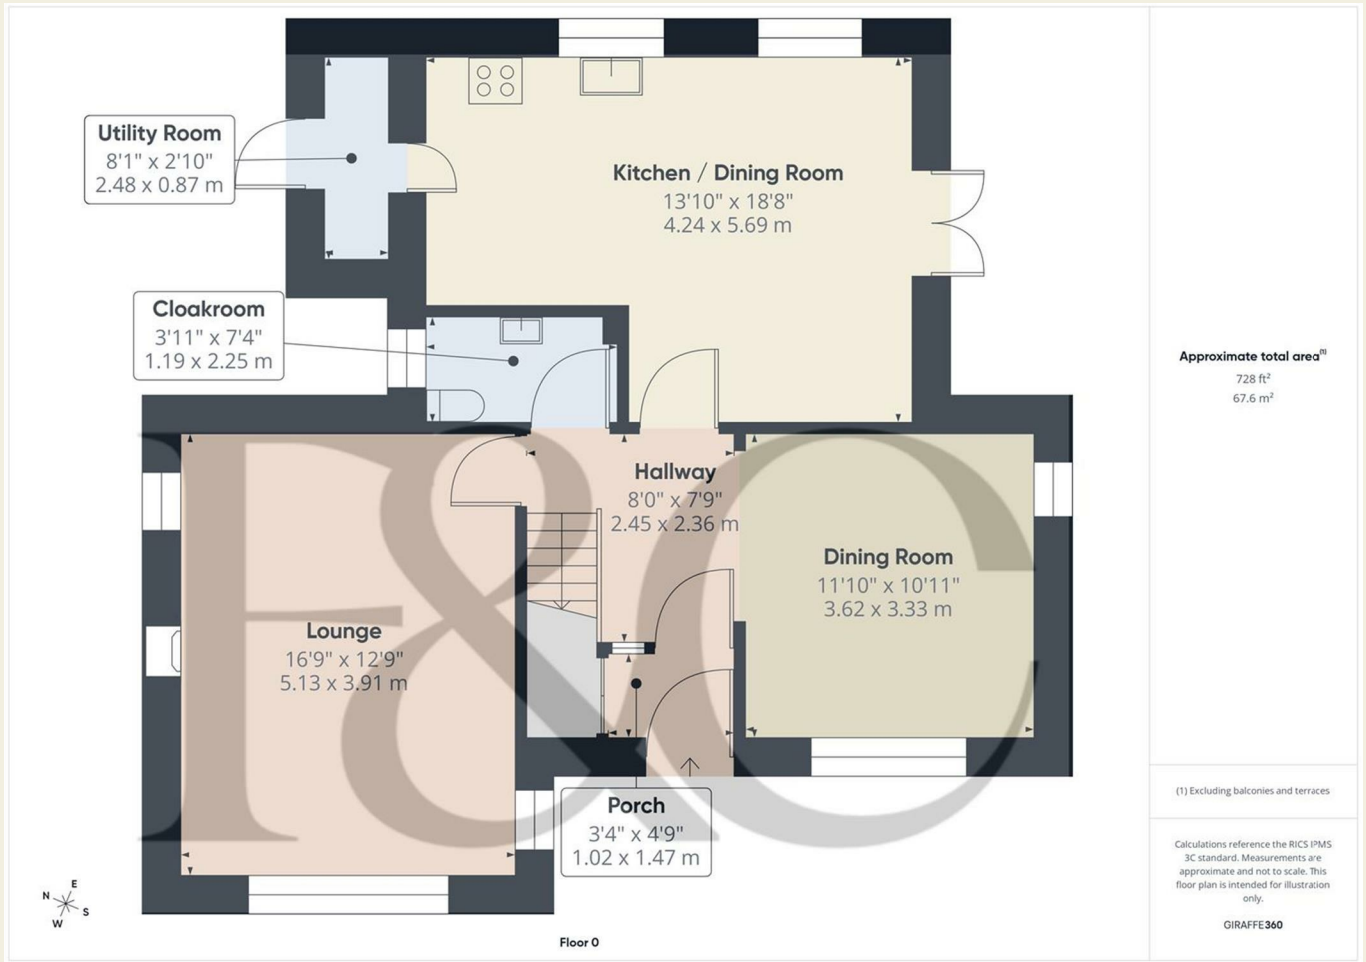 Utility Room
8'1" x 2'10"
2.48 x 0.87 m
Kitchen / Dining Room
13'10" x 18'8"
4.24 x 5.69 m
Cloakroom
3'11" x 7'4"
1.19 x 2.25 m
Hallway
8'0" x 7'9"
2.45 x 2.36 m
Dining Room
11'10" x 10'11"
3.62 x 3.33 m
Lounge
16'9" x 12'9"
5.13 x 3.91 m
Porch
3'4" x 4'9"
1.02 x 1.47 m
F&C
N E S W
Floor 0
Approximate total area(1)
728 ft²
67.6 m²
(1) Excluding balconies and terraces
Calculations reference the RICS IPMS
3C standard. Measurements are
approximate and not to scale. This
floor plan is intended for illustration
only.
GIRAFFE360